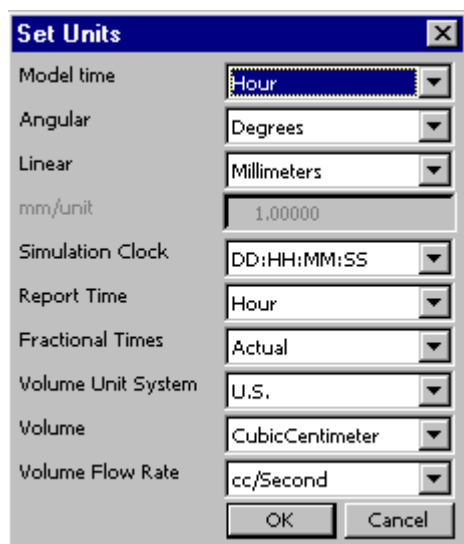 Set Units
Model time Hour
Angular Degrees
Linear Millimeters
mm/unit 1.00000
Simulation Clock DD:HH:MM:SS
Report Time Hour
Fractional Times Actual
Volume Unit System U.S.
Volume CubicCentimeter
Volume Flow Rate cc/Second
OK Cancel